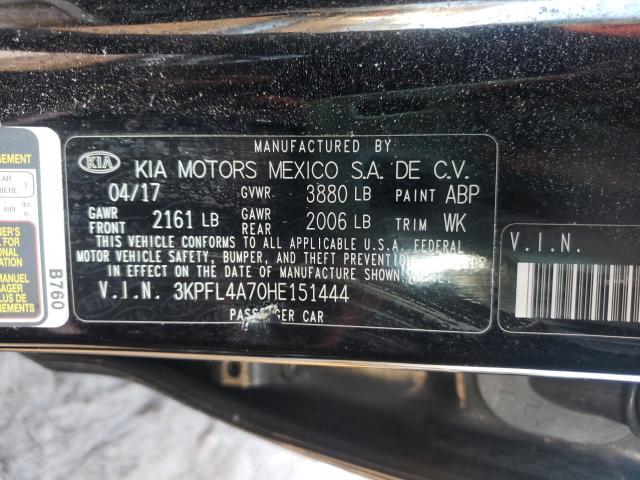 MANUFACTURED BY
KIA KIA MOTORS MEXICO S.A. DE C.V.
04/17 GVWR 3880 LB PAINT ABP
GAWR FRONT 2161 LB GAWR REAR 2006 LB TRIM WK
THIS VEHICLE CONFORMS TO ALL APPLICABLE U.S.A. FEDERAL
MOTOR VEHICLE SAFETY, BUMPER, AND THEFT PREVENTION
IN EFFECT ON THE DATE OF MANUFACTURE SHOWN
V.I.N. 3KPFL4A70HE151444
PASSENGER CAR
B760
V.I.N.
MANUEL